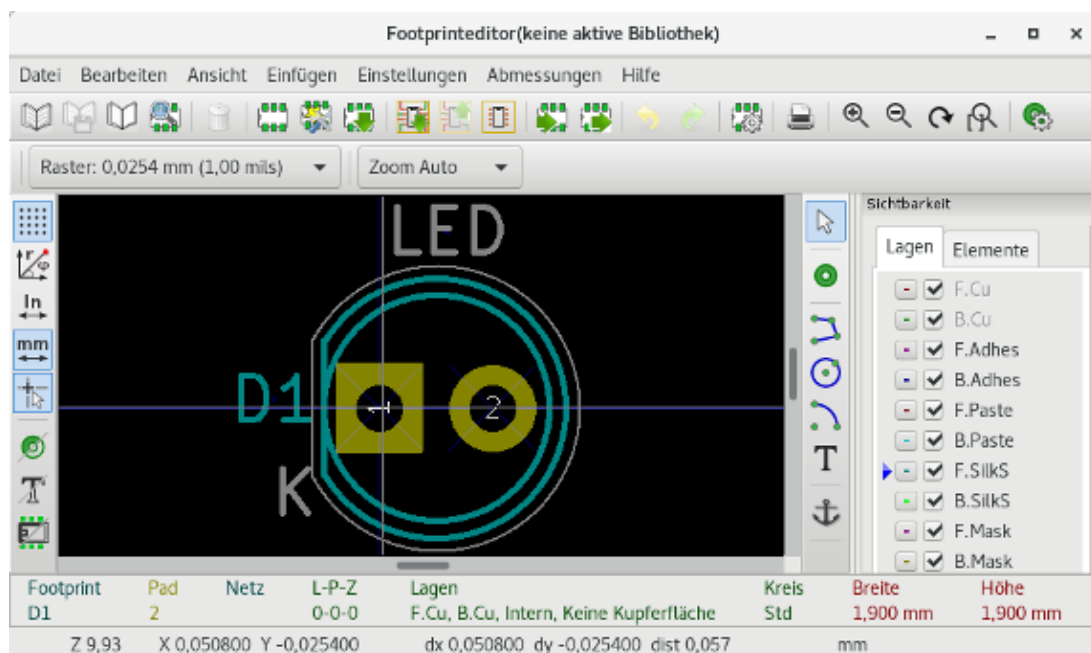 Footprinteditor(keine aktive Bibliothek)
Datei Bearbeiten Ansicht Einfügen Einstellungen Abmessungen Hilfe
Raster: 0,0254 mm (1,00 mils) Zoom Auto
In
mm
LED
D1
1
2
K
T
Sichtbarkeit
Lagen Elemente
F.Cu
B.Cu
F.Adhes
B.Adhes
F.Paste
B.Paste
F.SilkS
B.SilkS
F.Mask
B.Mask
Footprint Pad Netz L-P-Z Lagen Kreis Breite Höhe
D1 2 0-0-0 F.Cu, B.Cu, Intern, Keine Kupferfläche Std 1,900 mm 1,900 mm
Z 9,93 X 0,050800 Y -0,025400 dx 0,050800 dy -0,025400 dist 0,057 mm